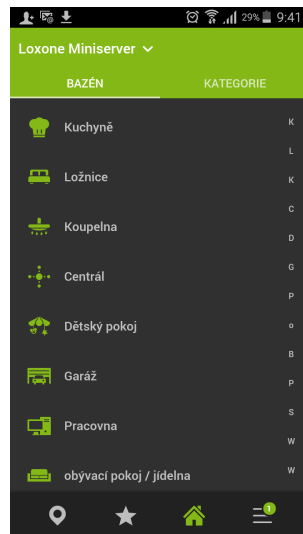 29% 9:41
Loxone Miniserver
BAZÉN KATEGORIE
Kuchyně
Ložnice
Koupelna
Centrál
Dětský pokoj
Garáž
Pracovna
obývací pokoj / jídelna
K
L
K
C
D
G
P
o
B
P
S
W
W
1